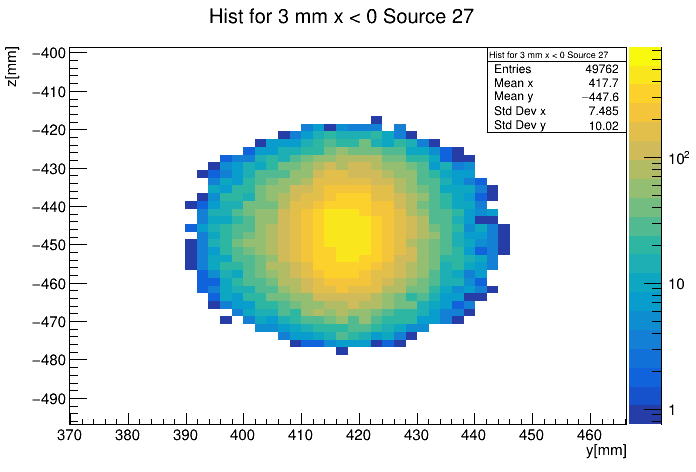 Hist for 3 mm x < 0 Source 27
z[mm]
−400
−410
−420
−430
−440
−450
−460
−470
−480
−490
Hist for 3 mm x < 0 Source 27
Entries 49762
Mean x 417.7
Mean y −447.6
Std Dev x 7.485
Std Dev y 10.02
10²
10
1
370 380 390 400 410 420 430 440 450 460
y[mm]